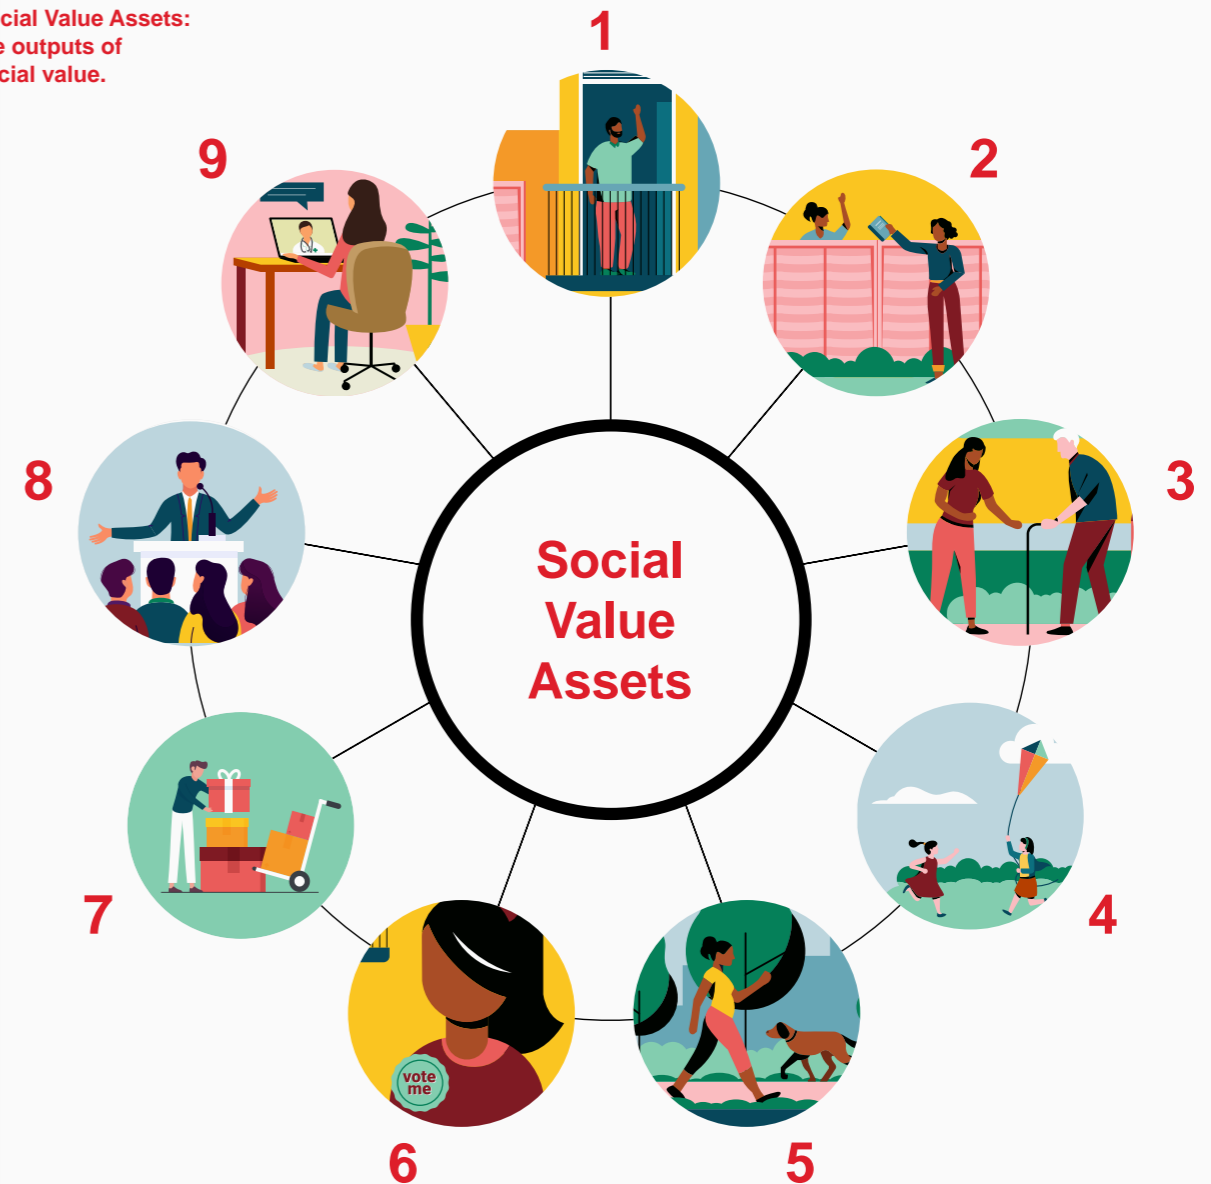 cial Value Assets:
e outputs of
cial value.
1
2
3
4
5
6
7
8
9
Social
Value
Assets
vote
me